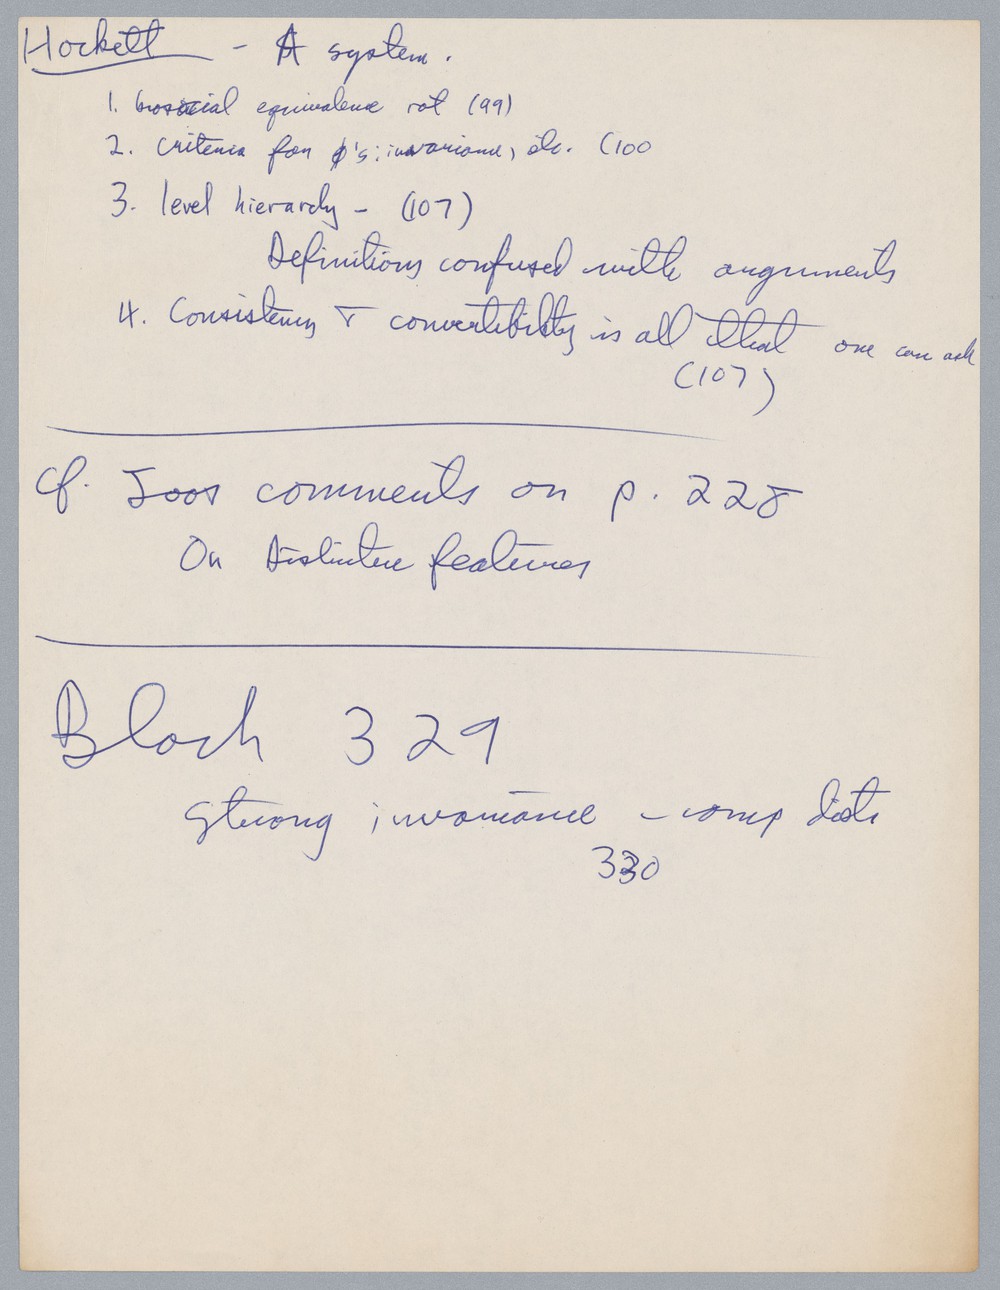 Hockett - A system.
1. biosocial equivalence rot (99)
2. Criteria for φ's: invariance, etc. (100
3. level hierarchy - (107)
Definitions confused with arguments
4. Consistency & convertibility is all that one can ask
(107)
cf. Joos comments on p. 228
On Distinctive features
Bloch 329
Strong invariance - comp distr
330